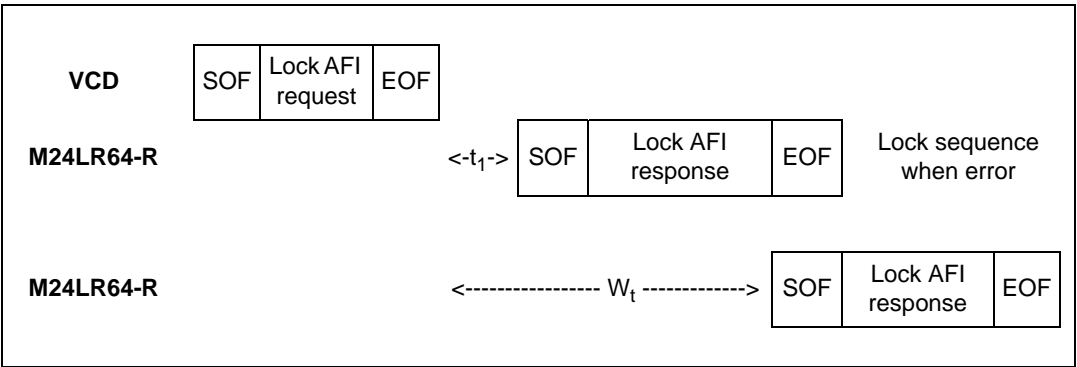 VCD SOF Lock AFI request EOF
M24LR64-R <-t1-> SOF Lock AFI response EOF Lock sequence when error
M24LR64-R <----------------- Wt -------------> SOF Lock AFI response EOF